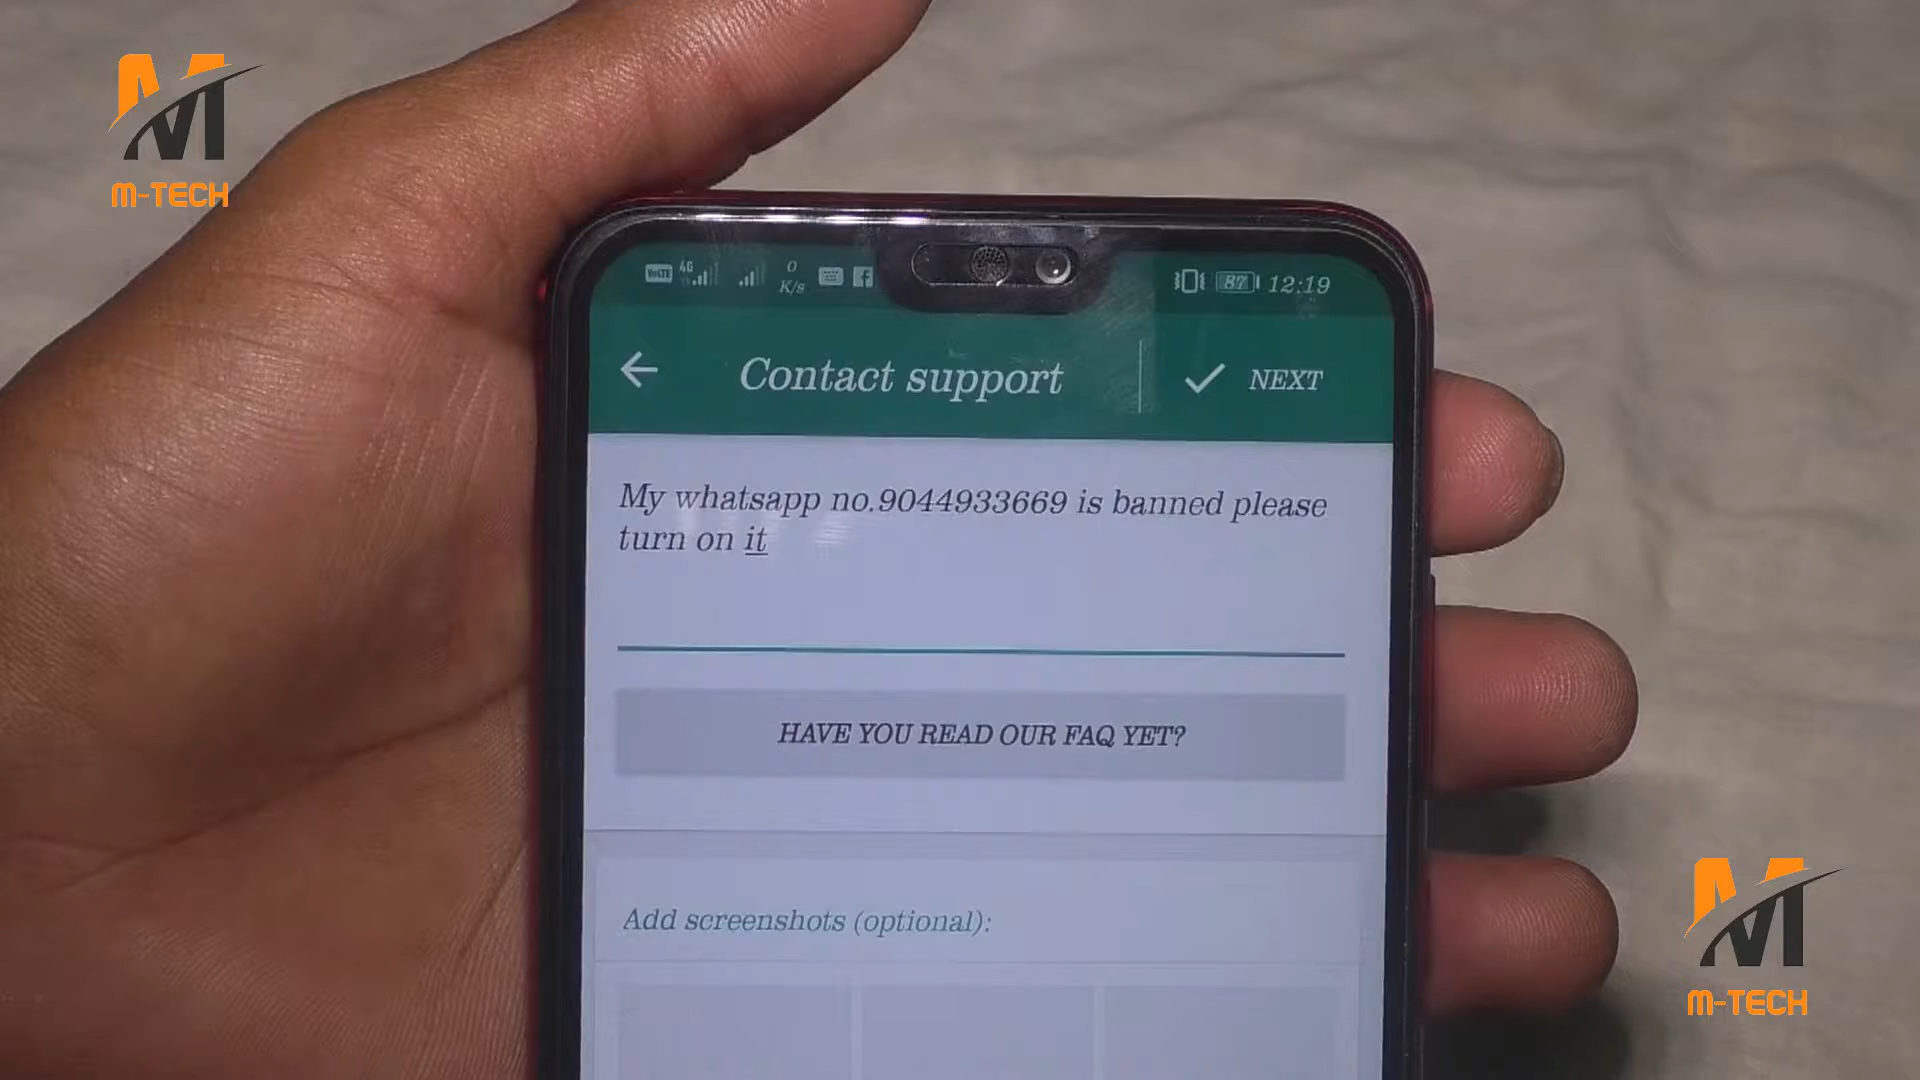 M-TECH
VoLTE 4G 0 K/s 87 12:19
Contact support NEXT
My whatsapp no.9044933669 is banned please
turn on it
HAVE YOU READ OUR FAQ YET?
Add screenshots (optional):
M-TECH